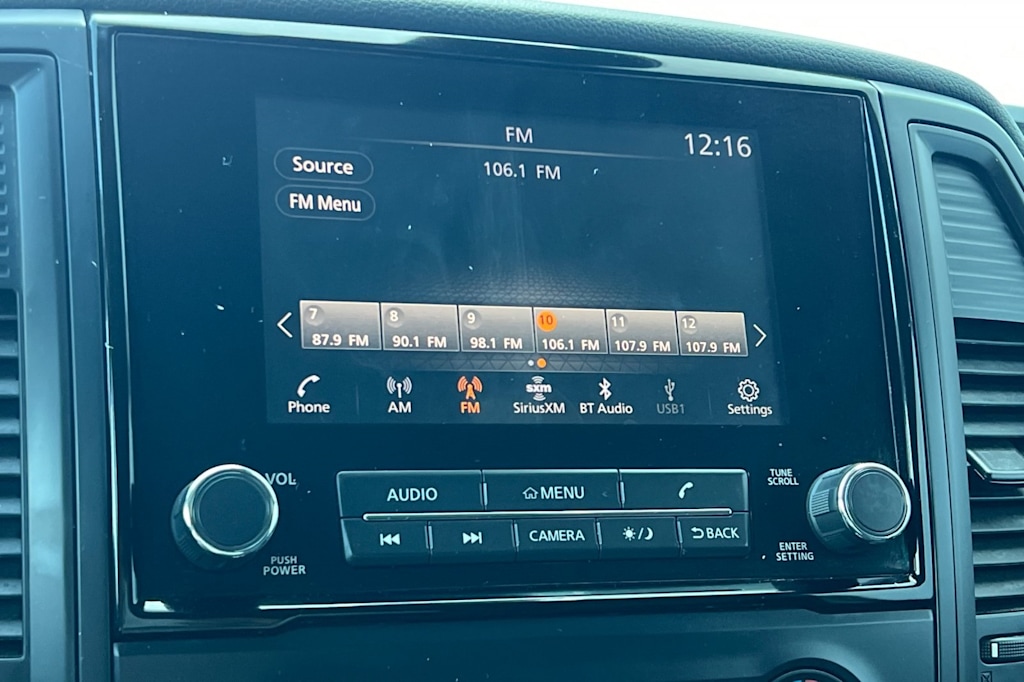 FM
12:16
Source
106.1 FM
FM Menu
7 8 9 10 11 12
87.9 FM 90.1 FM 98.1 FM 106.1 FM 107.9 FM 107.9 FM
sxm
Phone AM FM SiriusXM BT Audio USB1 Settings
VOL
AUDIO MENU
TUNE
SCROLL
CAMERA BACK
PUSH
POWER
ENTER
SETTING